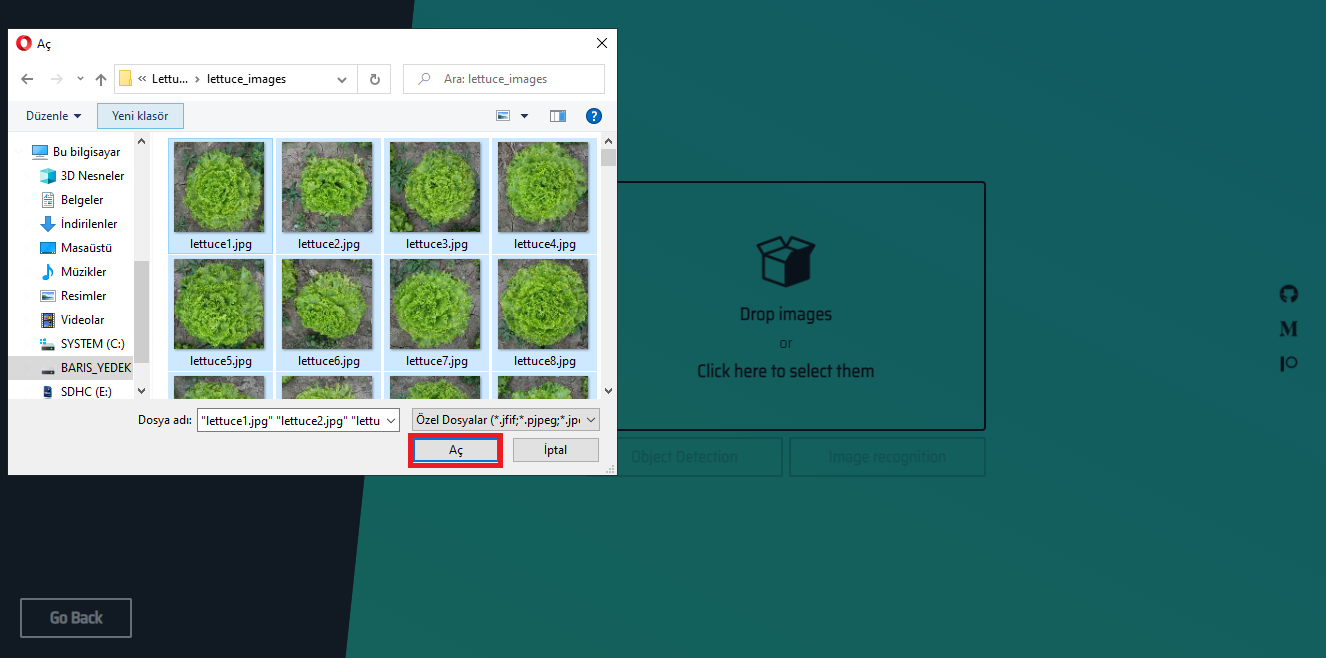 Aç
« Lettu... › lettuce_images
Ara: lettuce_images
Düzenle
Yeni klasör
?
Bu bilgisayar
3D Nesneler
Belgeler
İndirilenler
Masaüstü
Müzikler
Resimler
Videolar
SYSTEM (C:)
BARIS_YEDEK
SDHC (E:)
lettuce1.jpg
lettuce2.jpg
lettuce3.jpg
lettuce4.jpg
lettuce5.jpg
lettuce6.jpg
lettuce7.jpg
lettuce8.jpg
Dosya adı: "lettuce1.jpg" "lettuce2.jpg" "lettu
Özel Dosyalar (*.jfif;*.pjpeg;*.jpe
Aç
İptal
Drop images
or
Click here to select them
Object Detection
Image recognition
M
Go Back